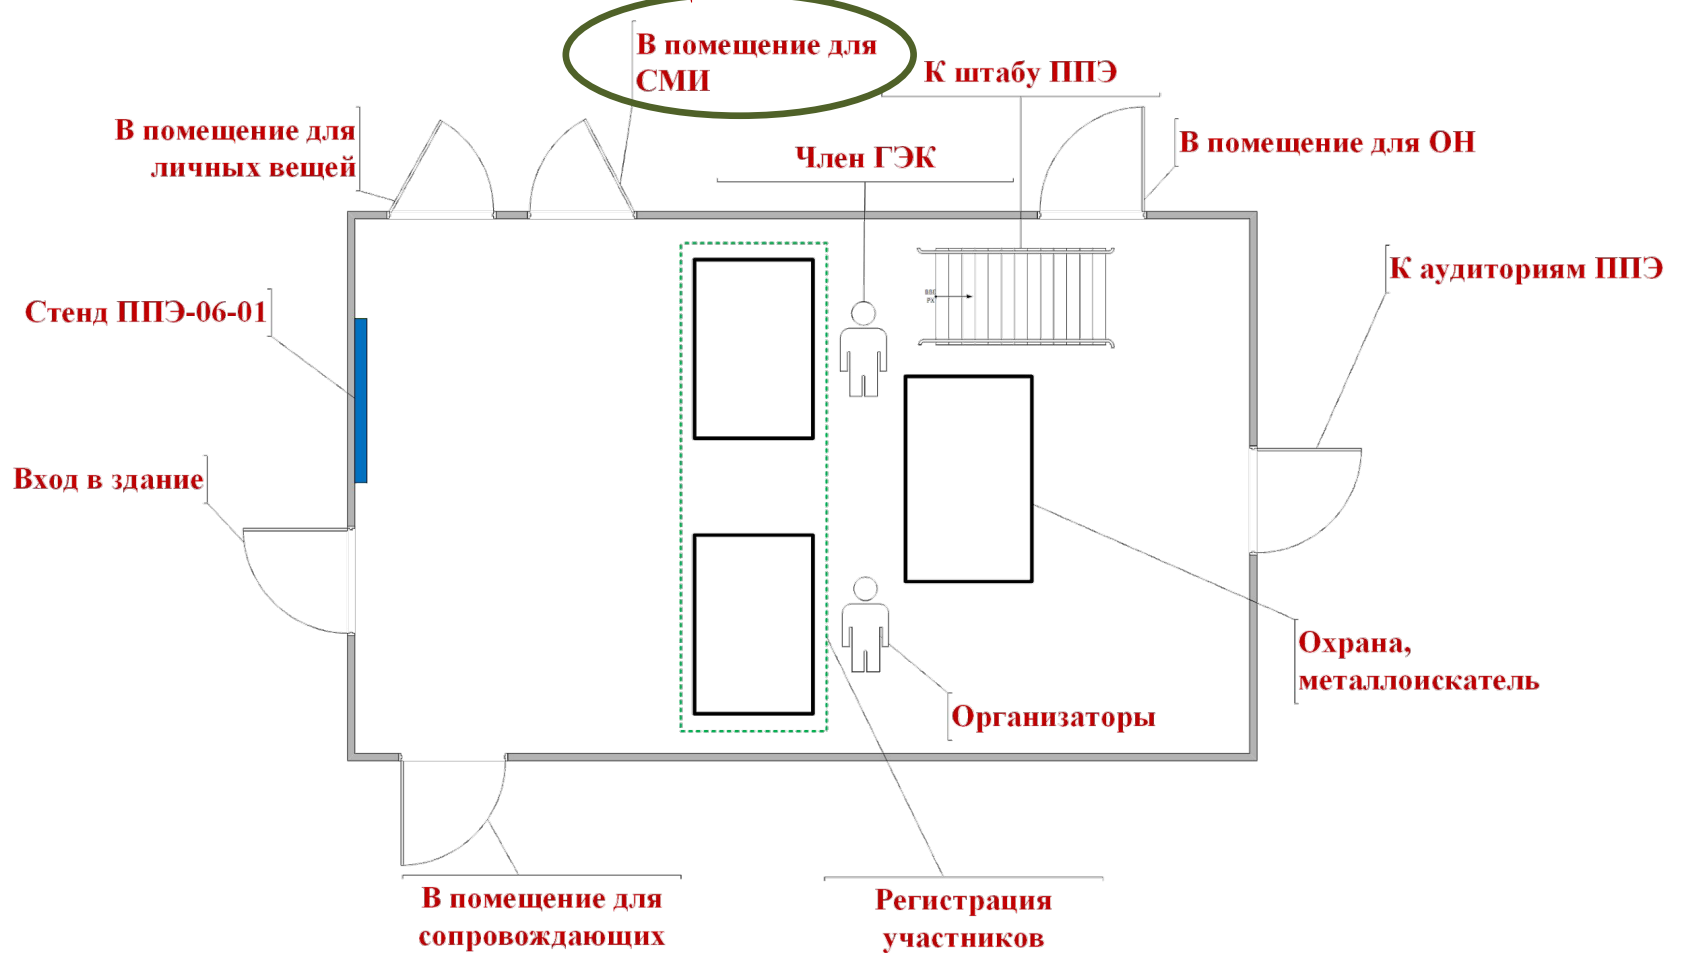 В помещение для
СМИ
К штабу ППЭ
В помещение для
личных вещей
Член ГЭК
В помещение для ОН
К аудиториям ППЭ
Стенд ППЭ-06-01
Вход в здание
Охрана,
металлоискатель
Организаторы
В помещение для
сопровождающих
Регистрация
участников